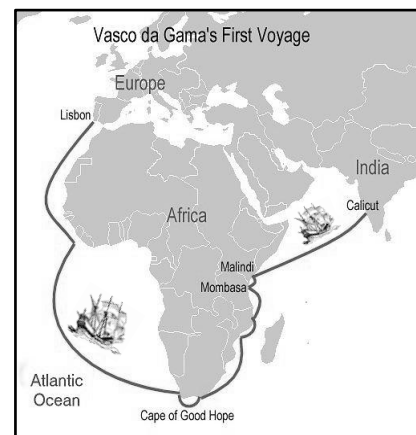 Vasco da Gama's First Voyage
Europe
Lisbon
India
Calicut
Africa
Malindi
Mombasa
Atlantic
Ocean
Cape of Good Hope